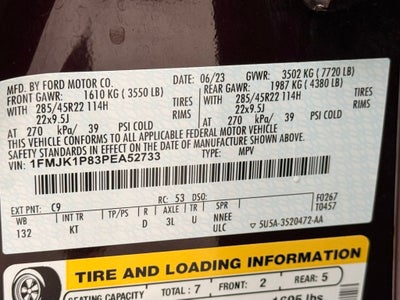 MFD. BY FORD MOTOR CO. 06/23 GVWR: 3502 KG ( 7720 LB)
FRONT GAWR: 1610 KG ( 3550 LB) REAR GAWR: 1987 KG ( 4380 LB)
285/45R22 114H TIRES 285/45R22 114H TIRES
22x9.5J RIMS 22x9.5J RIMS
AT 270 kPa/ 39 PSI COLD AT 270 kPa/ 39 PSI COLD
THIS VEHICLE CONFORMS TO ALL APPLICABLE FEDERAL MOTOR VEHICLE
SAFETY AND THEFT PREVENTION STANDARDS IN EFFECT ON THE DATE OF MANUFACTURE SHOWN ABOVE.
VIN: 1FMJK1P83PEA52733 TYPE: MPV
F0267
T0457
EXT PNT: C9 RC: 53 DSO:
WB INT TR TP/PS R AXLE TR SPR
132 KT D 3L U NNEE
ULC 5U5A-3520472-AA
TIRE AND LOADING INFORMATION
SEATING CAPACITY TOTAL: 7 FRONT: 2 REAR: 5